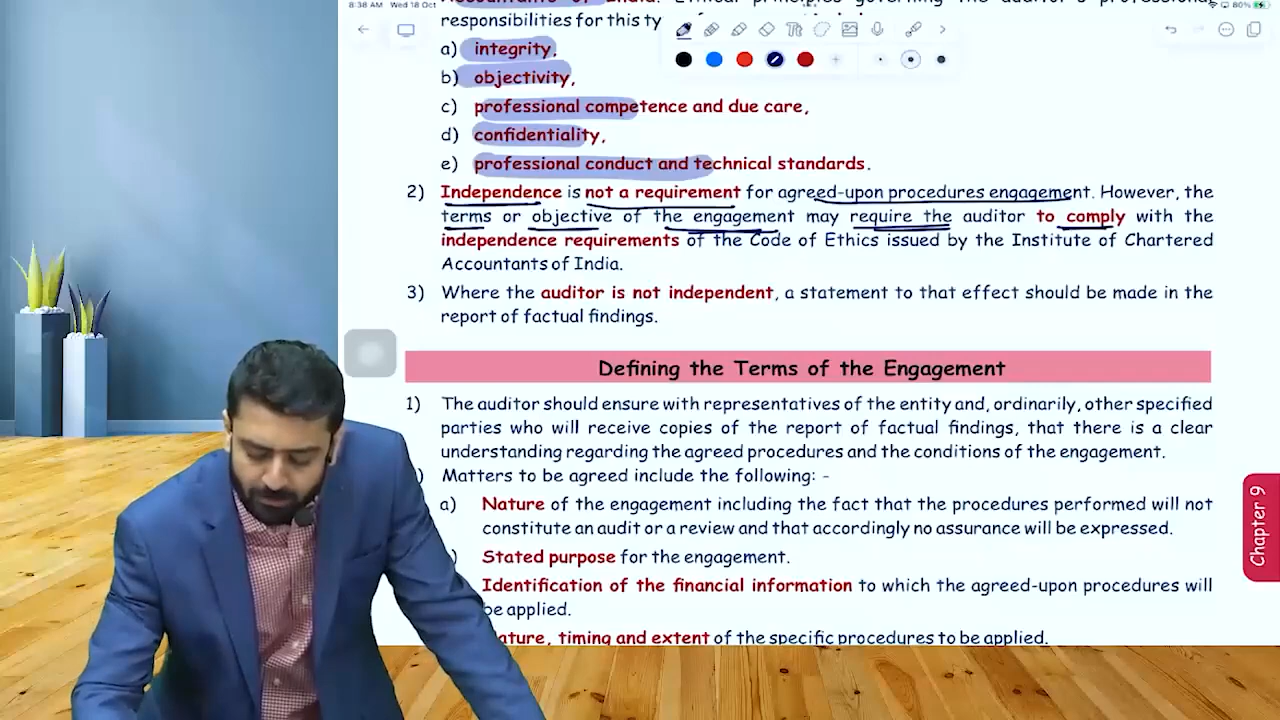 8:38 AM Wed 18 Oct
80%
responsibilities for this ty
a) integrity,
b) objectivity,
c) professional competence and due care,
d) confidentiality,
e) professional conduct and technical standards.
2) Independence is not a requirement for agreed-upon procedures engagement. However, the
terms or objective of the engagement may require the auditor to comply with the
independence requirements of the Code of Ethics issued by the Institute of Chartered
Accountants of India.
3) Where the auditor is not independent, a statement to that effect should be made in the
report of factual findings.
Defining the Terms of the Engagement
1) The auditor should ensure with representatives of the entity and, ordinarily, other specified
parties who will receive copies of the report of factual findings, that there is a clear
understanding regarding the agreed procedures and the conditions of the engagement.
) Matters to be agreed include the following: -
a) Nature of the engagement including the fact that the procedures performed will not
constitute an audit or a review and that accordingly no assurance will be expressed.
) Stated purpose for the engagement.
Identification of the financial information to which the agreed-upon procedures will
be applied.
ature, timing and extent of the specific procedures to be applied.
Chapter 9